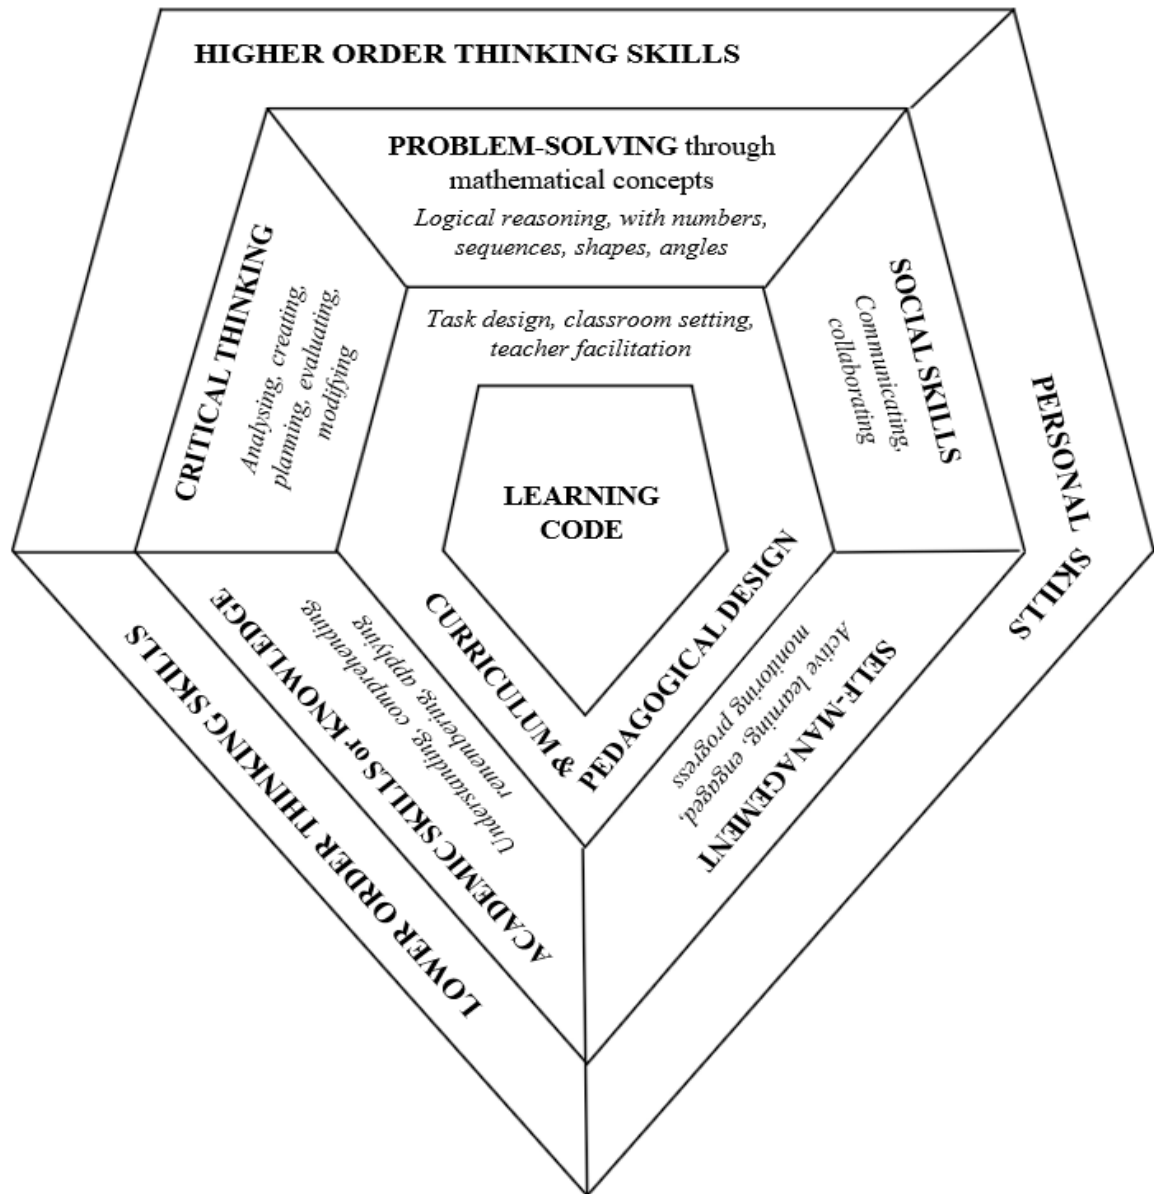 HIGHER ORDER THINKING SKILLS
PROBLEM-SOLVING through
mathematical concepts
Logical reasoning, with numbers,
sequences, shapes, angles
CRITICAL THINKING
Analysing, creating,
planning, evaluating,
modifying
Task design, classroom setting,
teacher facilitation
SOCIAL SKILLS
Communicating,
collaborating
PERSONAL SKILLS
LEARNING
CODE
CURRICULUM &
PEDAGOGICAL DESIGN
LOWER ORDER THINKING SKILLS
ACADEMIC SKILLS or KNOWLEDGE
Understanding, comprehending,
remembering, applying
SELF-MANAGEMENT
Active learning, engaged,
monitoring progress